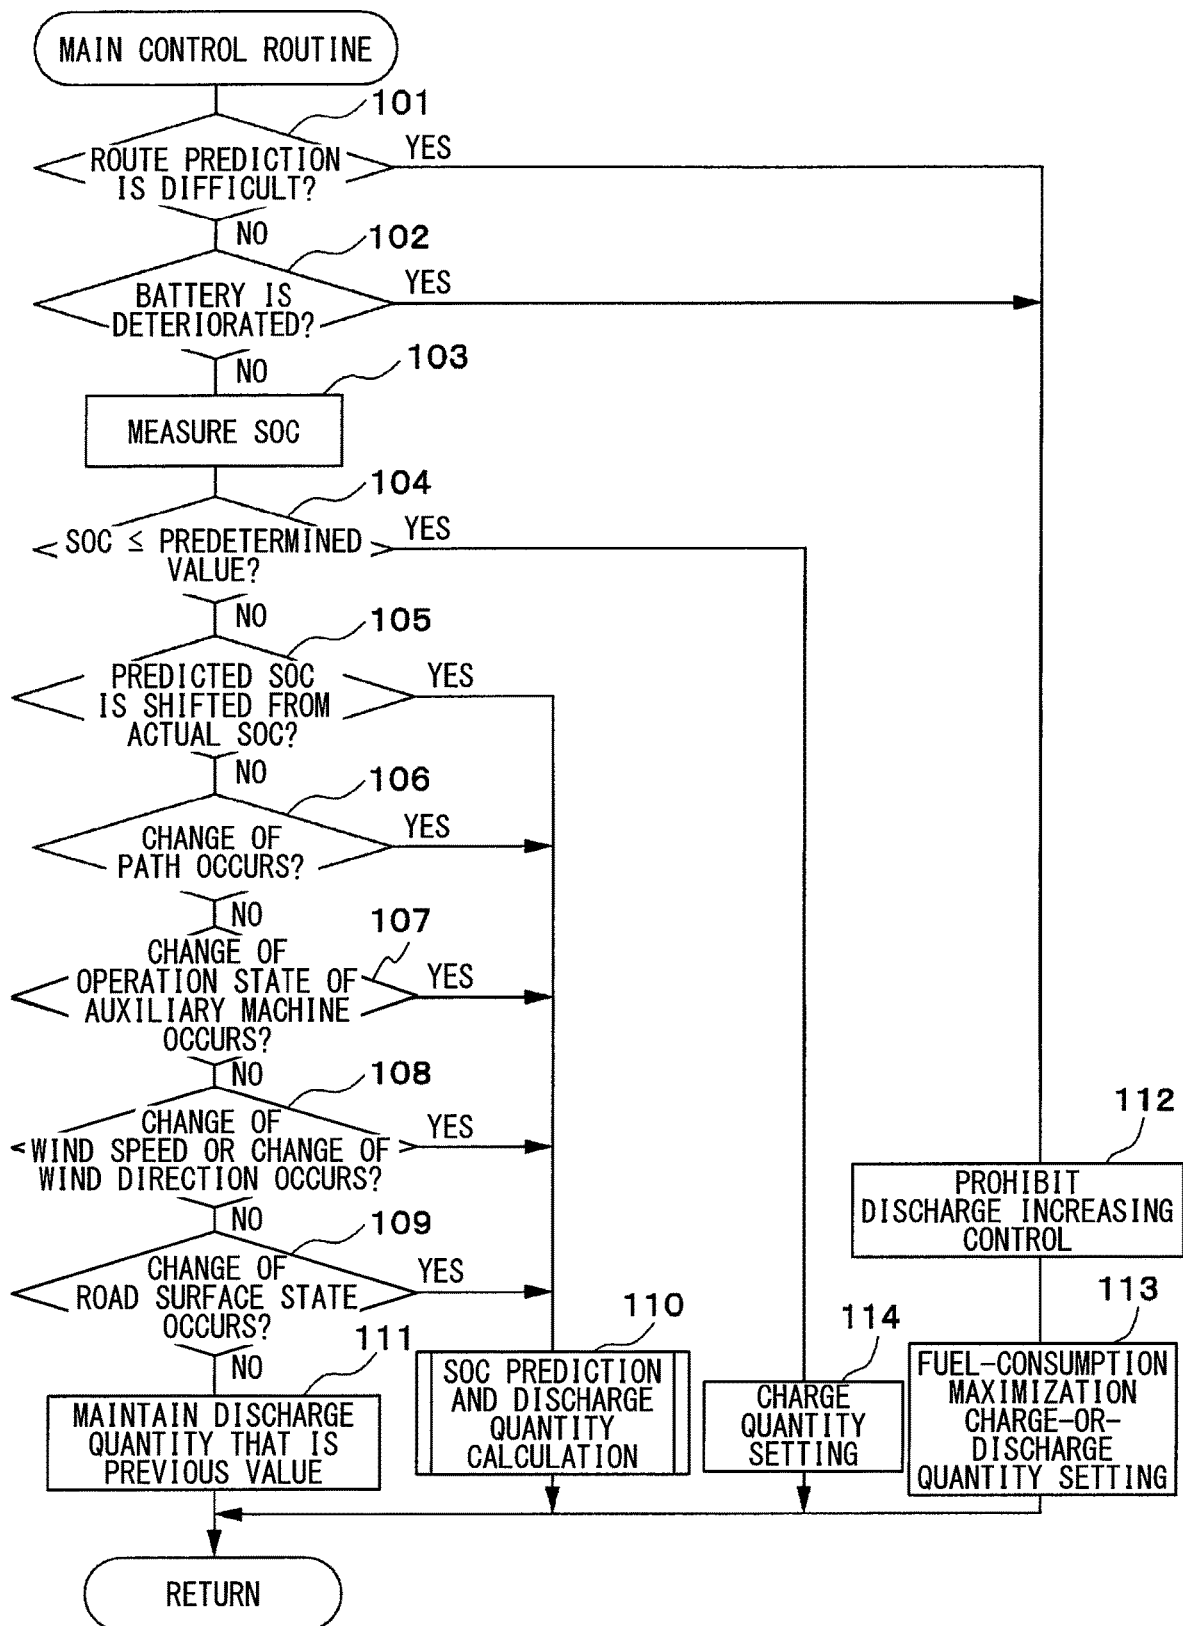 MAIN CONTROL ROUTINE
101
ROUTE PREDICTION
IS DIFFICULT?
YES
NO
102
BATTERY IS
DETERIORATED?
YES
NO
103
MEASURE SOC
104
SOC ≤ PREDETERMINED
VALUE?
YES
NO
105
PREDICTED SOC
IS SHIFTED FROM
ACTUAL SOC?
YES
NO
106
CHANGE OF
PATH OCCURS?
YES
NO
107
CHANGE OF
OPERATION STATE OF
AUXILIARY MACHINE
OCCURS?
YES
NO
108
CHANGE OF
WIND SPEED OR CHANGE OF
WIND DIRECTION OCCURS?
YES
NO
109
CHANGE OF
ROAD SURFACE STATE
OCCURS?
YES
NO
111
MAINTAIN DISCHARGE
QUANTITY THAT IS
PREVIOUS VALUE
110
SOC PREDICTION
AND DISCHARGE
QUANTITY
CALCULATION
114
CHARGE
QUANTITY
SETTING
112
PROHIBIT
DISCHARGE INCREASING
CONTROL
113
FUEL-CONSUMPTION
MAXIMIZATION
CHARGE-OR-
DISCHARGE
QUANTITY SETTING
RETURN